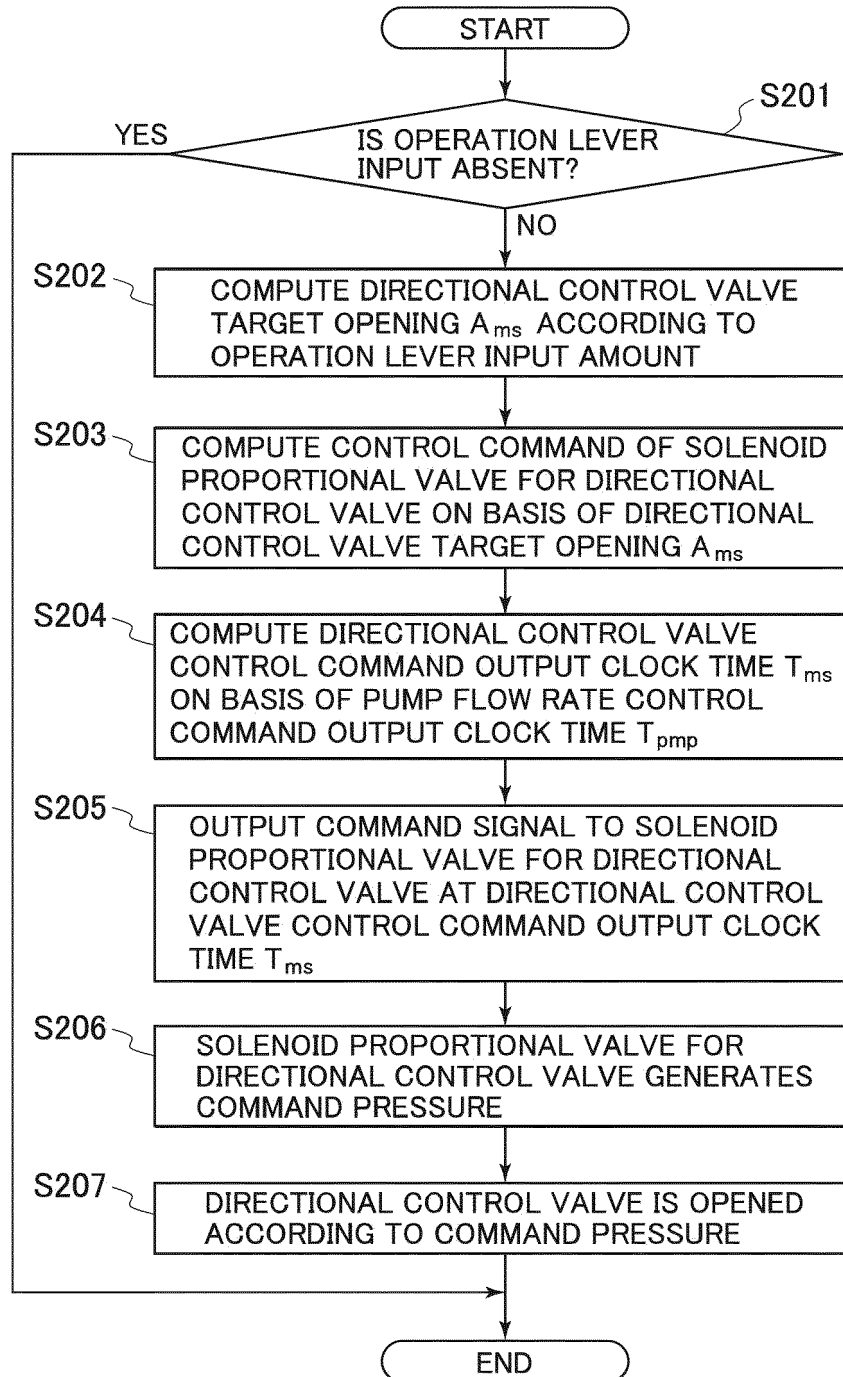 START
S201
YES
IS OPERATION LEVER
INPUT ABSENT?
NO
S202
COMPUTE DIRECTIONAL CONTROL VALVE
TARGET OPENING Ams ACCORDING TO
OPERATION LEVER INPUT AMOUNT
S203
COMPUTE CONTROL COMMAND OF SOLENOID
PROPORTIONAL VALVE FOR DIRECTIONAL
CONTROL VALVE ON BASIS OF DIRECTIONAL
CONTROL VALVE TARGET OPENING Ams
S204
COMPUTE DIRECTIONAL CONTROL VALVE
CONTROL COMMAND OUTPUT CLOCK TIME Tms
ON BASIS OF PUMP FLOW RATE CONTROL
COMMAND OUTPUT CLOCK TIME Tpmp
S205
OUTPUT COMMAND SIGNAL TO SOLENOID
PROPORTIONAL VALVE FOR DIRECTIONAL
CONTROL VALVE AT DIRECTIONAL CONTROL
VALVE CONTROL COMMAND OUTPUT CLOCK
TIME Tms
S206
SOLENOID PROPORTIONAL VALVE FOR
DIRECTIONAL CONTROL VALVE GENERATES
COMMAND PRESSURE
S207
DIRECTIONAL CONTROL VALVE IS OPENED
ACCORDING TO COMMAND PRESSURE
END